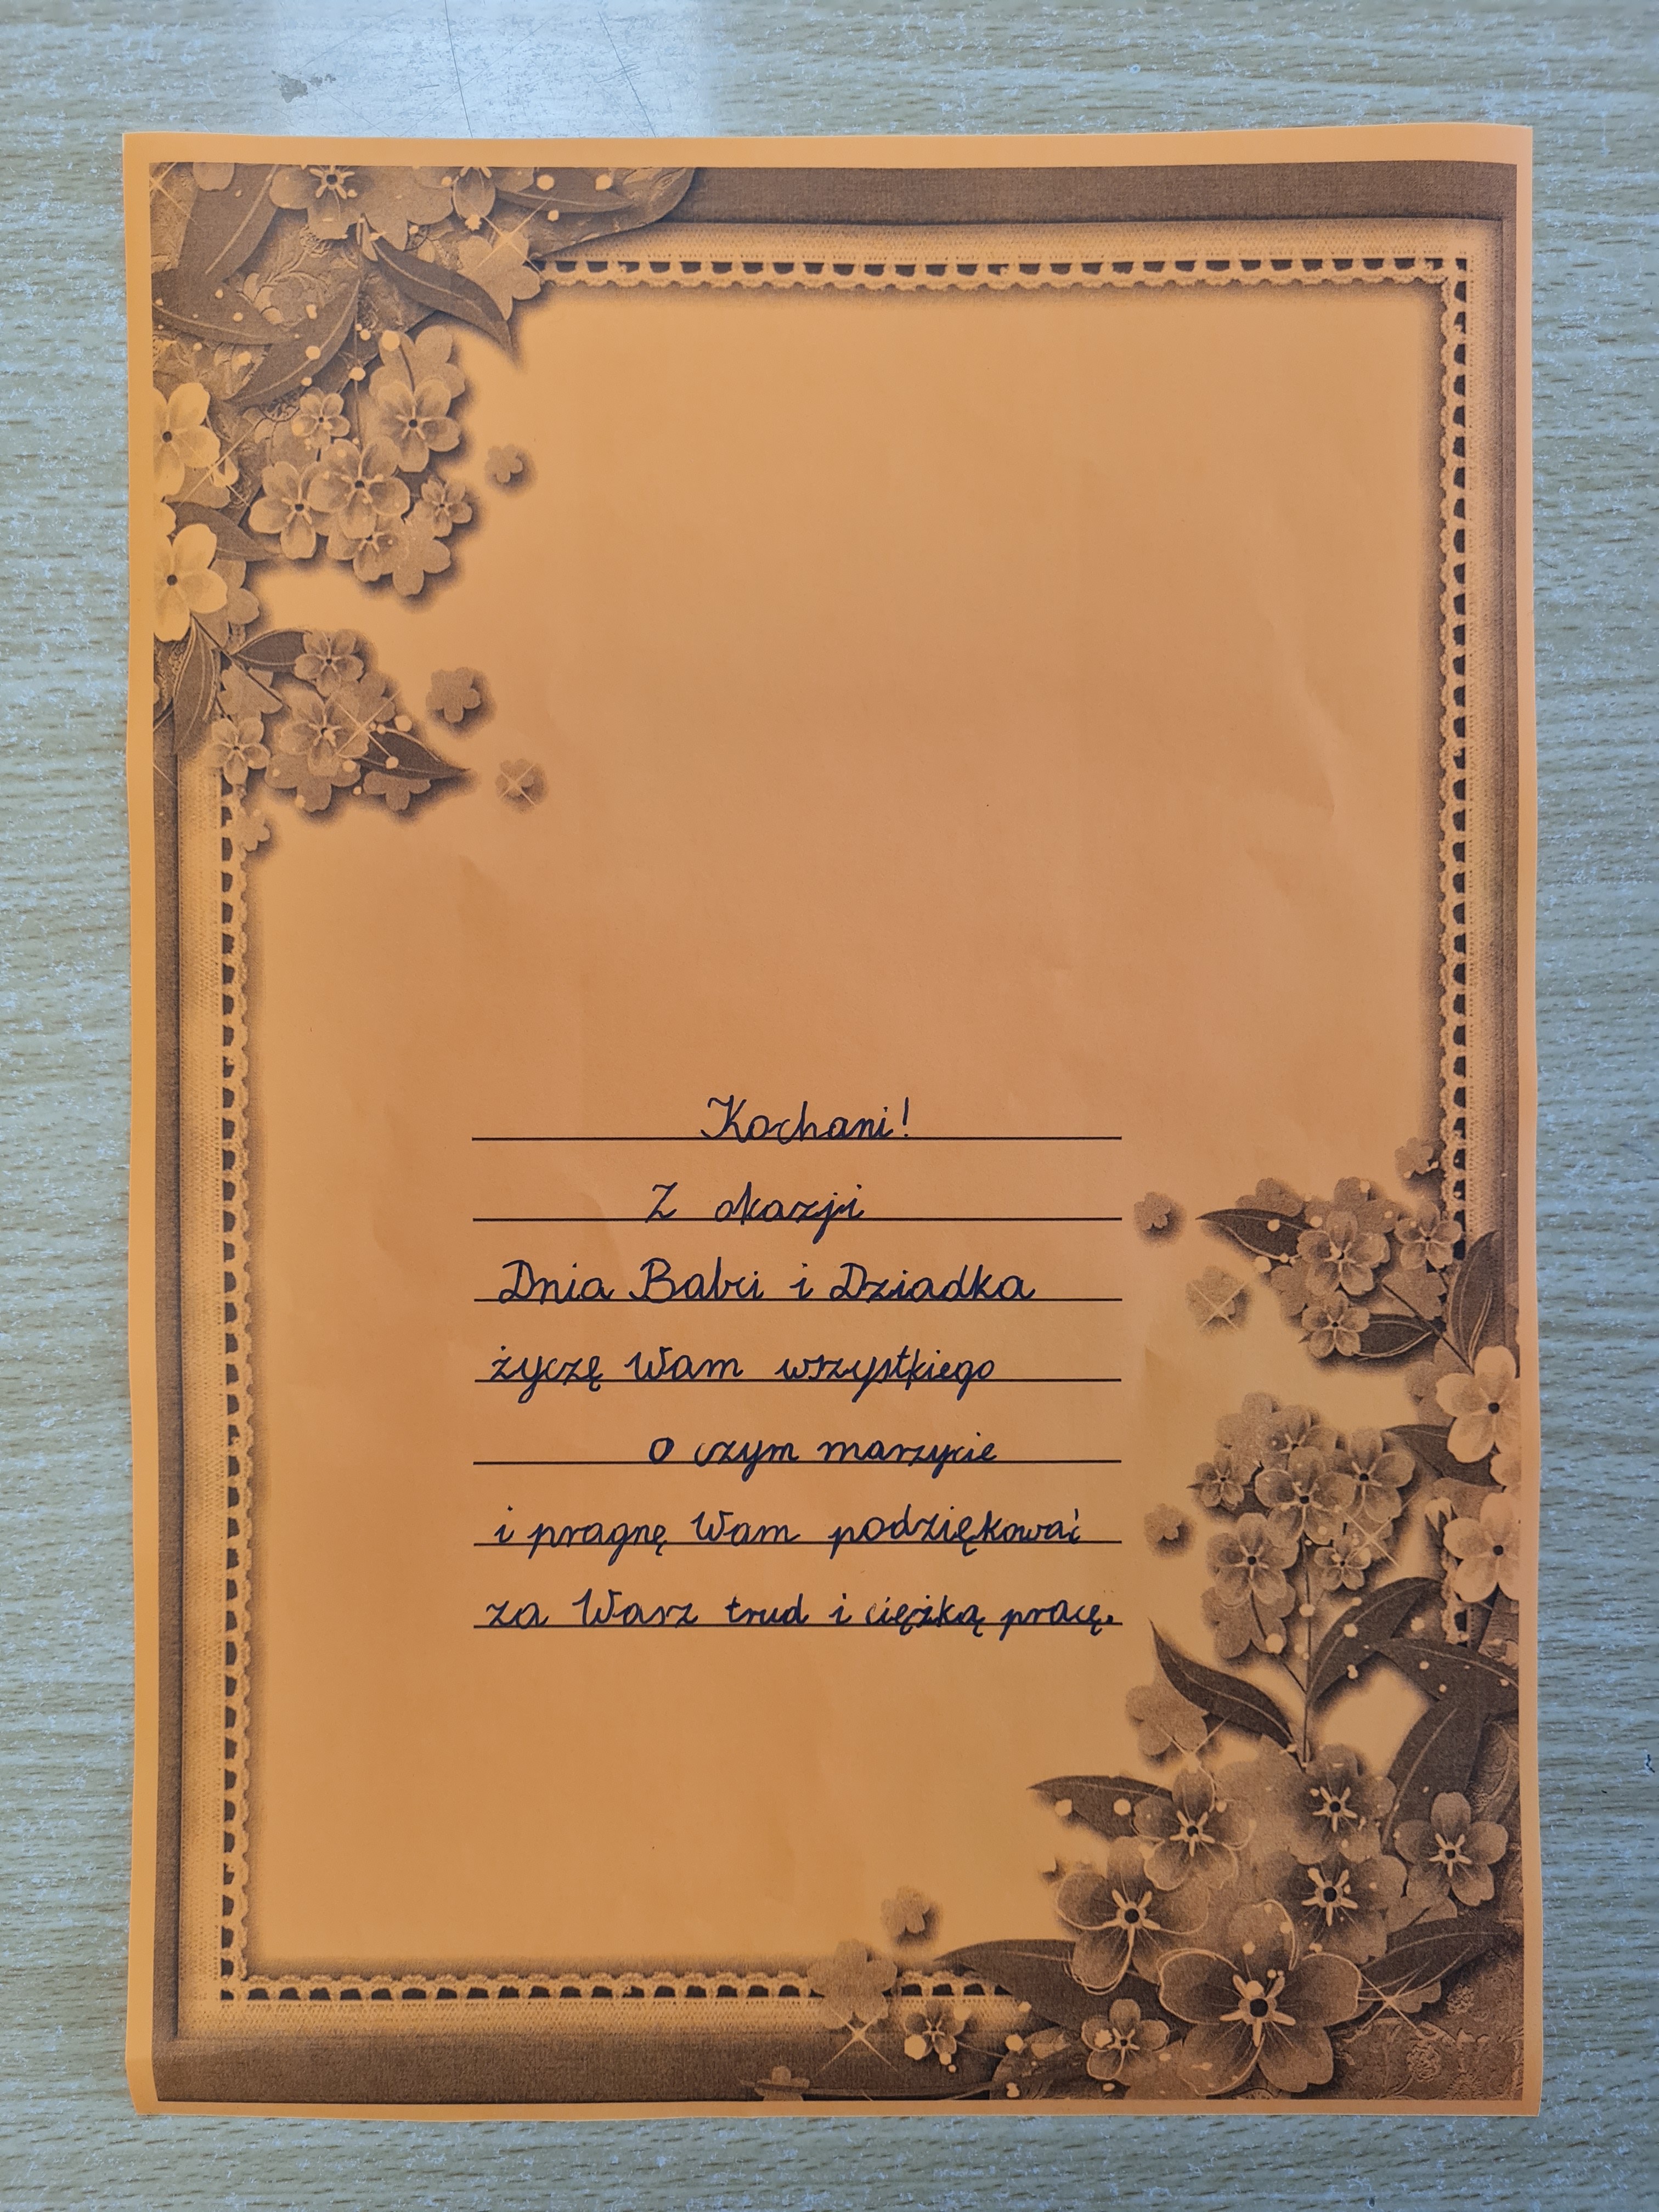 Kochani!
Z okazji
Dnia Babci i Dziadka
życzę Wam wszystkiego
o czym marzycie
i pragnę Wam podziękować
za Wasz trud i ciężką pracę.